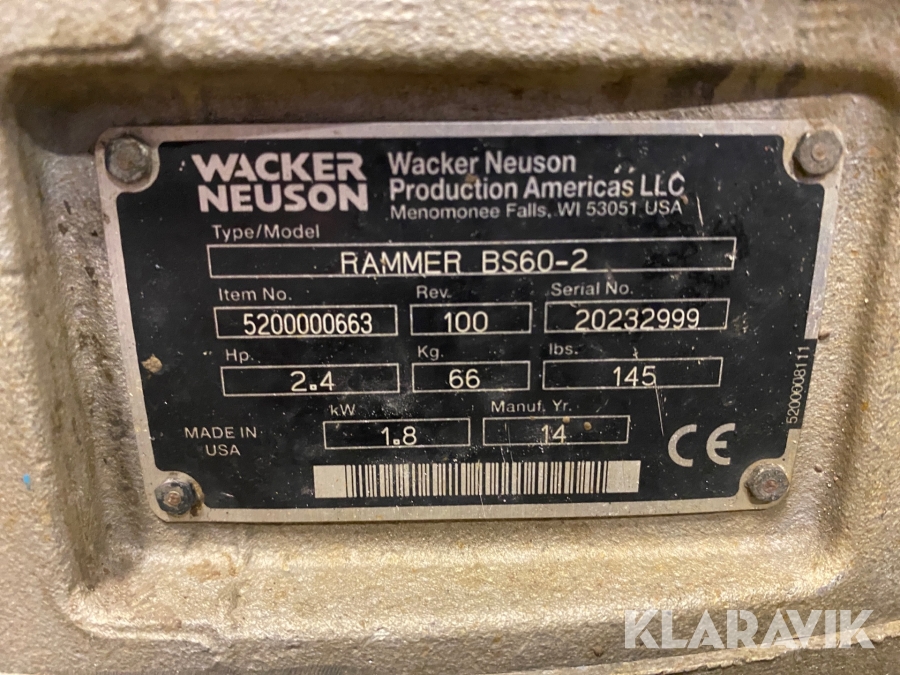 WACKER
NEUSON
Wacker Neuson
Production Americas LLC
Menomonee Falls, WI 53051 USA
Type/Model
RAMMER BS60-2
Item No.
Rev.
Serial No.
5200000663
100
20232999
Hp.
Kg.
lbs.
2.4
66
145
kW
Manuf. Yr.
MADE IN
USA
1.8
14
CE
5200008111
KLARAVIK